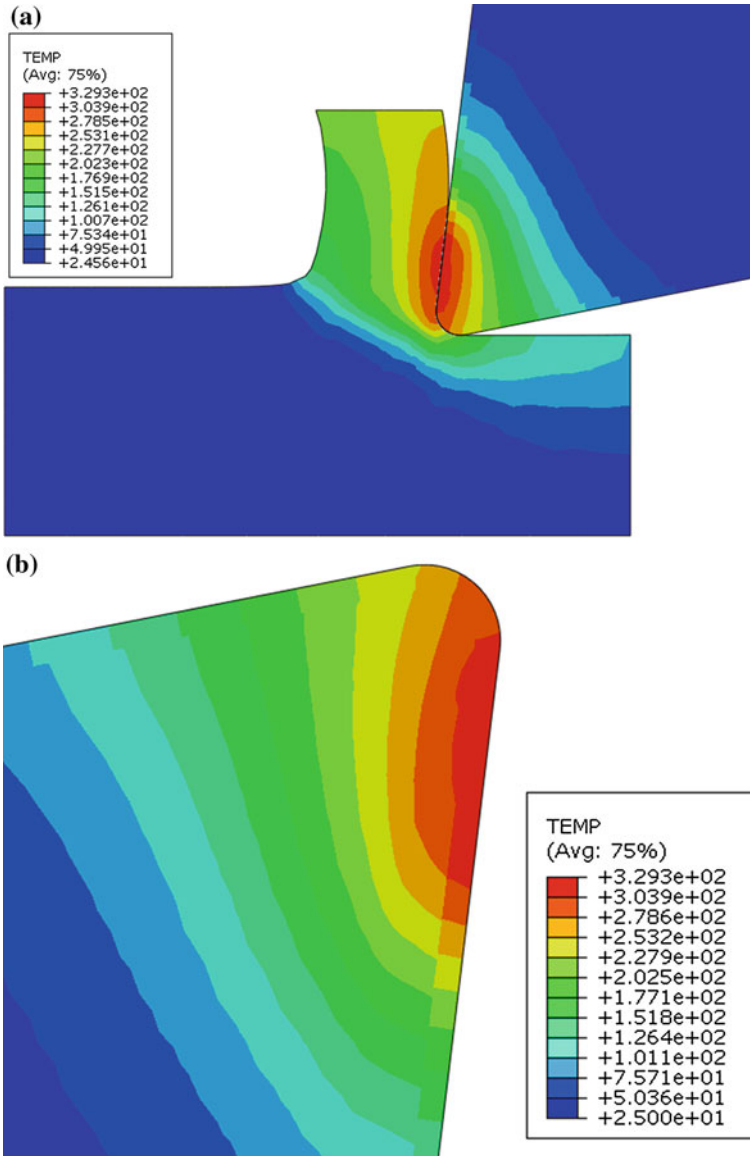 (a)
TEMP
(Avg: 75%)
+3.293e+02
+3.039e+02
+2.785e+02
+2.531e+02
+2.277e+02
+2.023e+02
+1.769e+02
+1.515e+02
+1.261e+02
+1.007e+02
+7.534e+01
+4.995e+01
+2.456e+01
(b)
TEMP
(Avg: 75%)
+3.293e+02
+3.039e+02
+2.786e+02
+2.532e+02
+2.279e+02
+2.025e+02
+1.771e+02
+1.518e+02
+1.264e+02
+1.011e+02
+7.571e+01
+5.036e+01
+2.500e+01